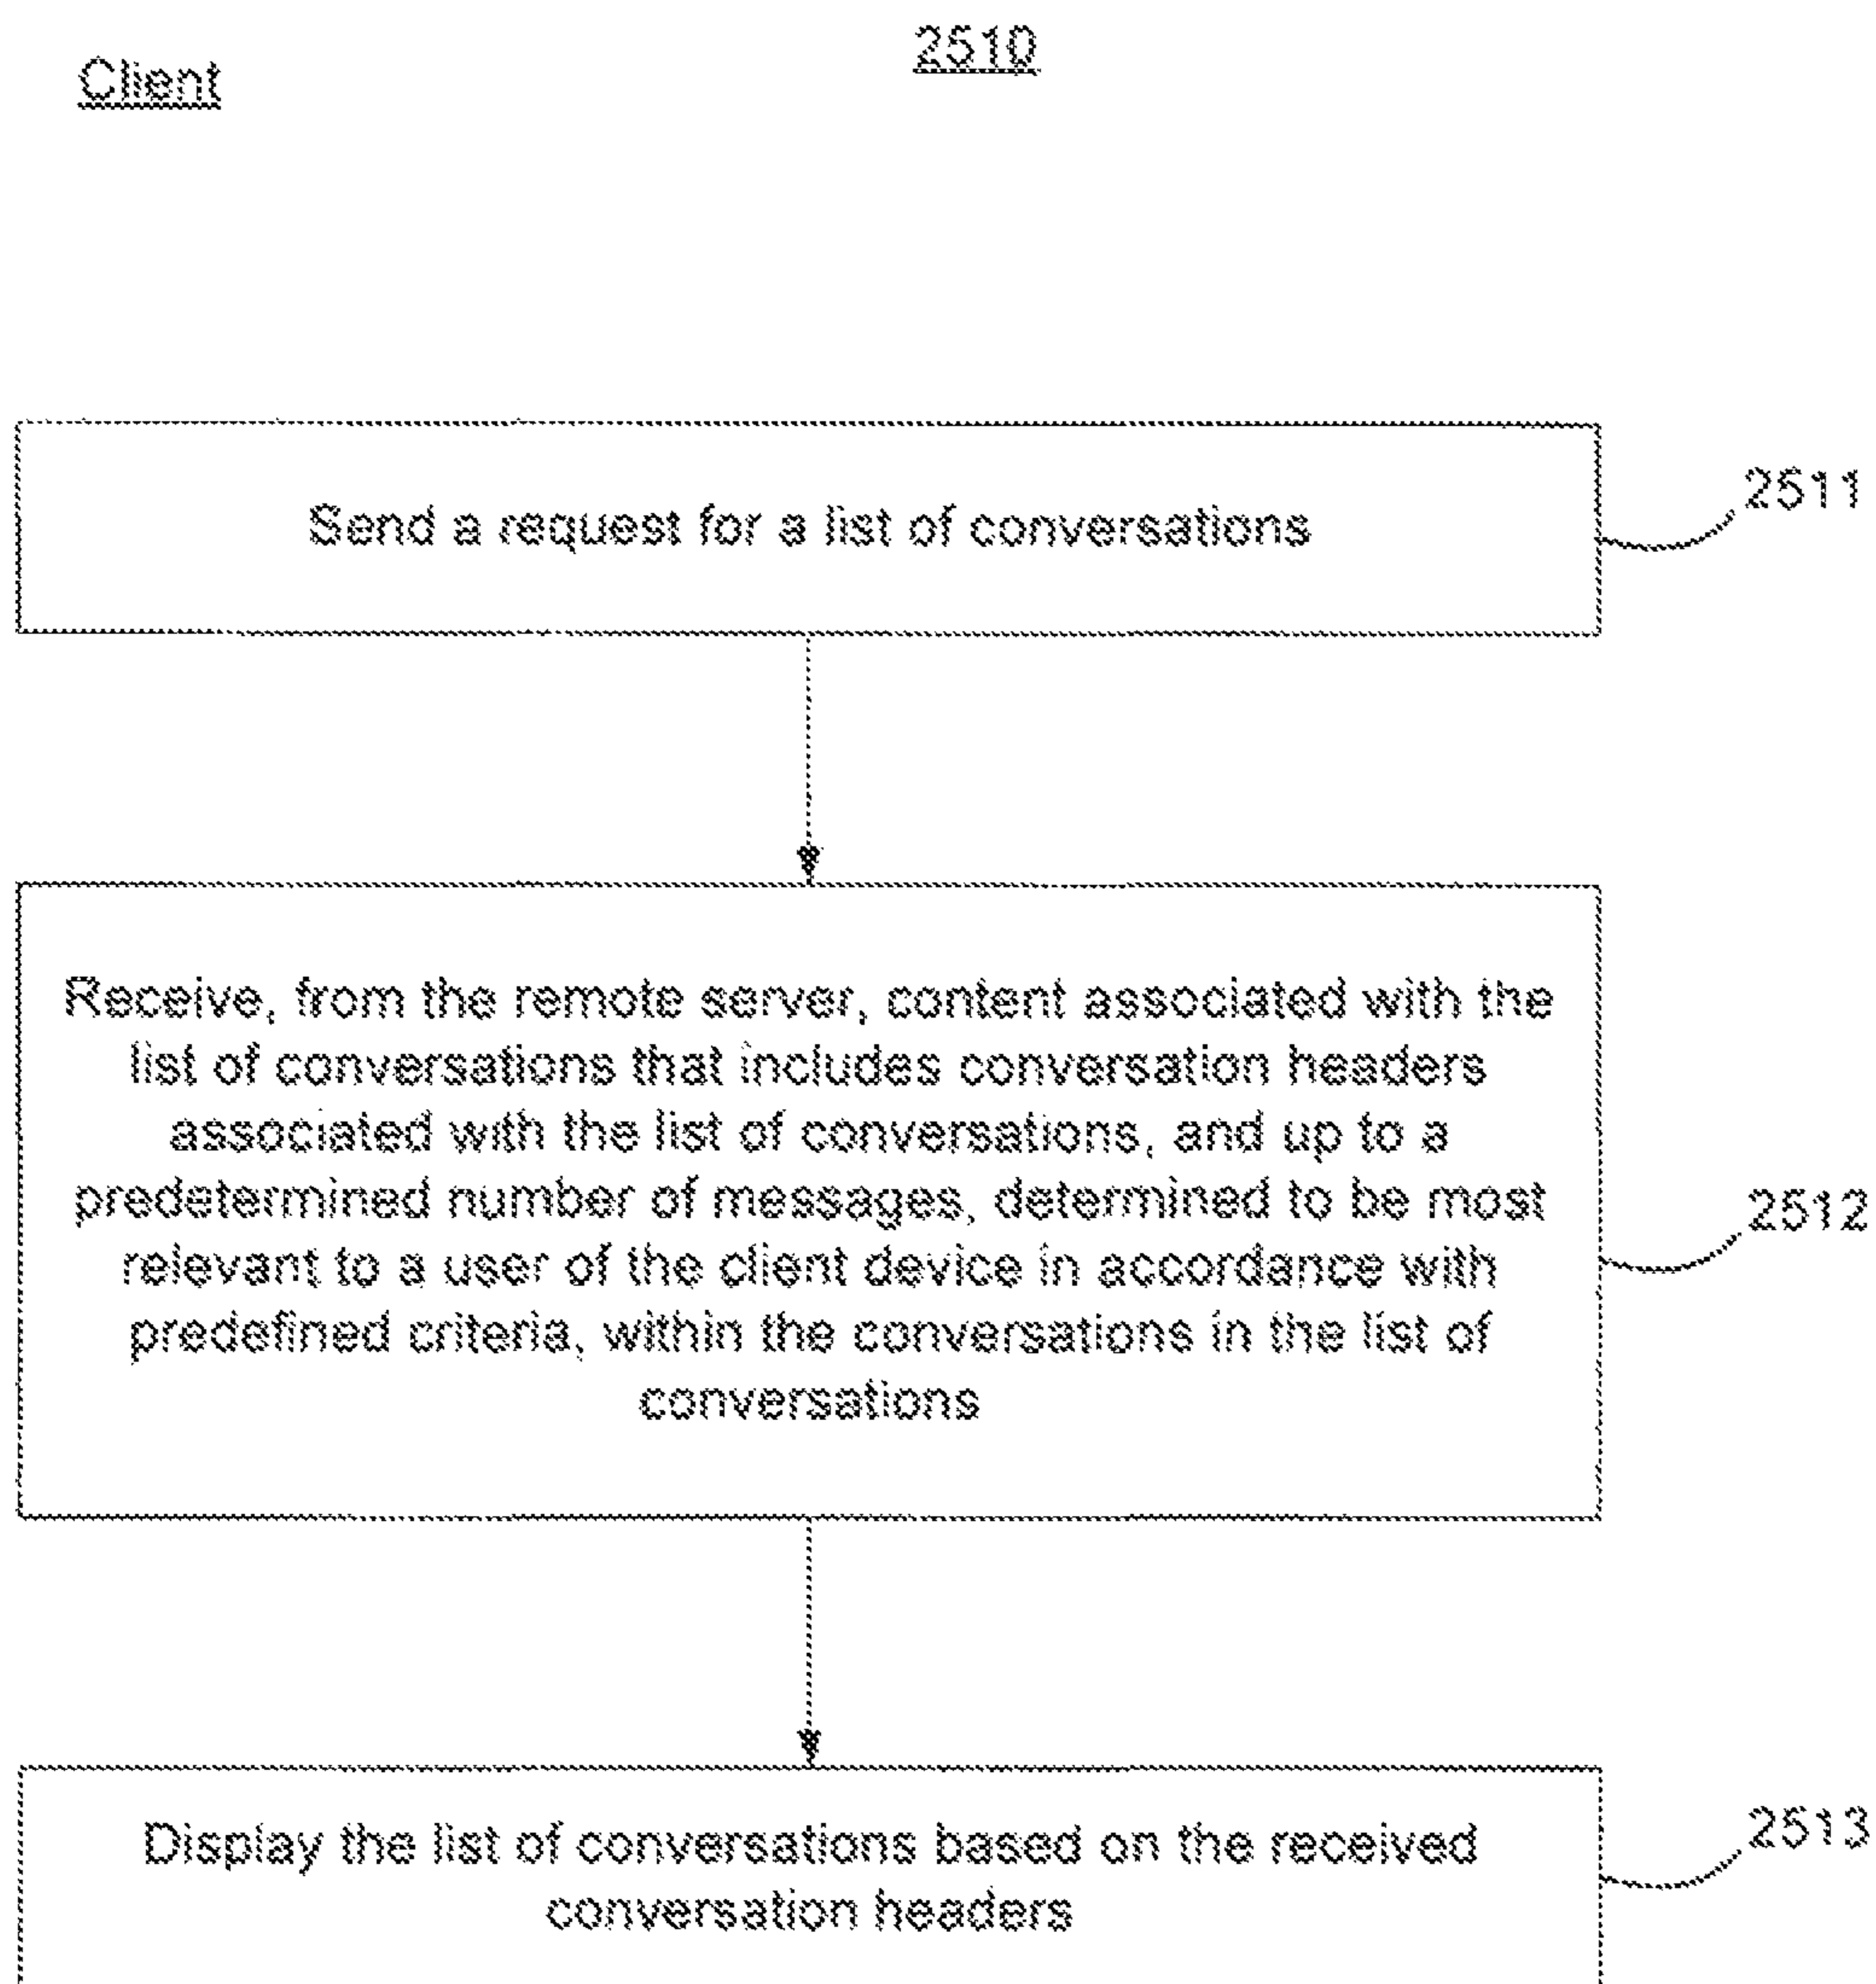 2510
Client
Send a request for a list of conversations
2511
Receive, from the remote server, content associated with the
list of conversations that includes conversation headers
associated with the list of conversations, and up to a
predetermined number of messages, determined to be most
relevant to a user of the client device in accordance with
predefined criteria, within the conversations in the list of
conversations
2512
Display the list of conversations based on the received
conversation headers
2513